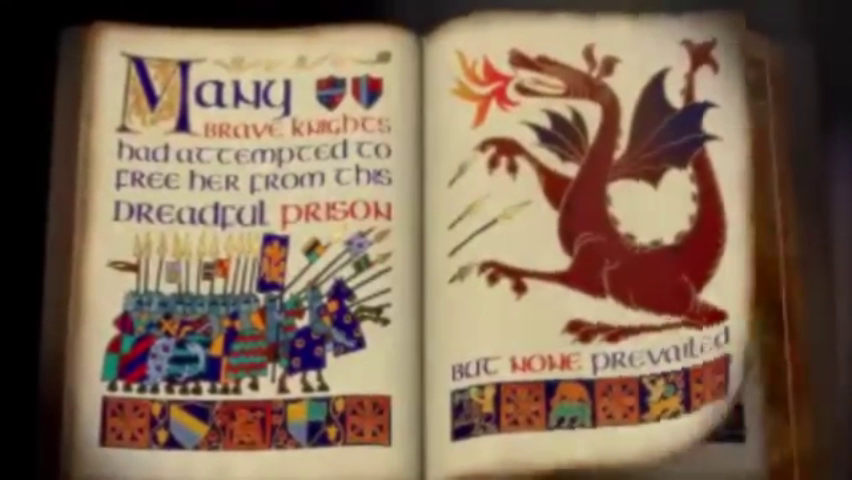 Many
BRAVE KNIGHTS
had attempted to
FREE HER FROM THIS
DREADFUL PRISON
BUT NONE PREVAILED